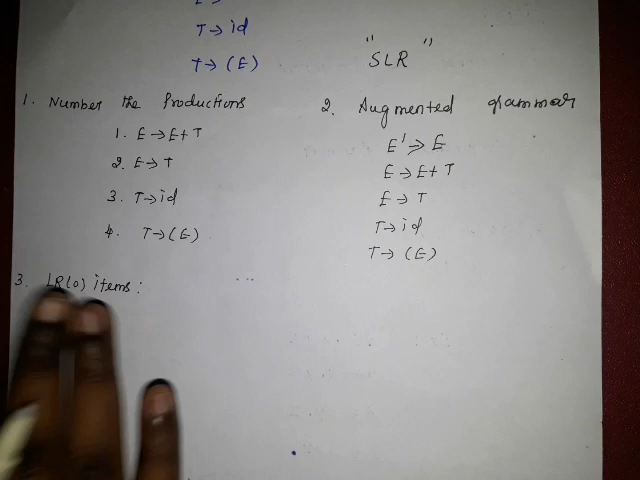 T→id
T→(E)
"SLR"
1. Number the Productions
1. E→E+T
2. E→T
3. T→id
4. T→(E)
2. Augmented grammar
E'→E
E→E+T
E→T
T→id
T→(E)
3. LR(0) items: